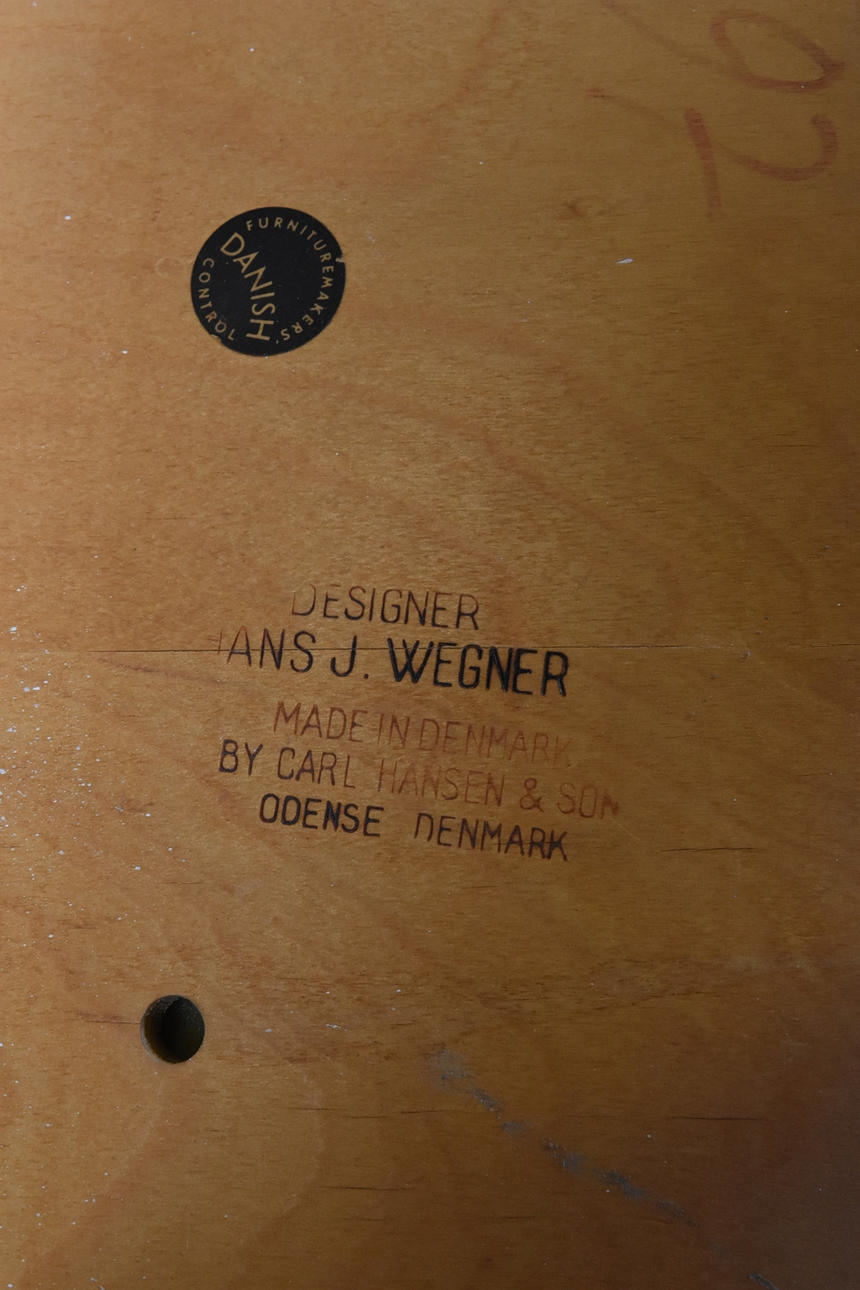 FURNITUREMAKERS'
DANISH
CONTROL
DESIGNER
HANS J. WEGNER
MADE IN DENMARK
BY CARL HANSEN & SON
ODENSE DENMARK